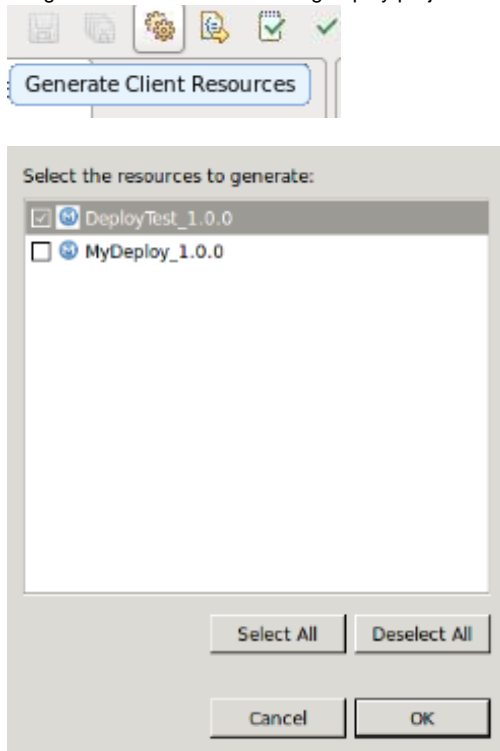 Generate Client Resources
Select the resources to generate:
DeployTest_1.0.0
MyDeploy_1.0.0
Select All
Deselect All
Cancel
OK